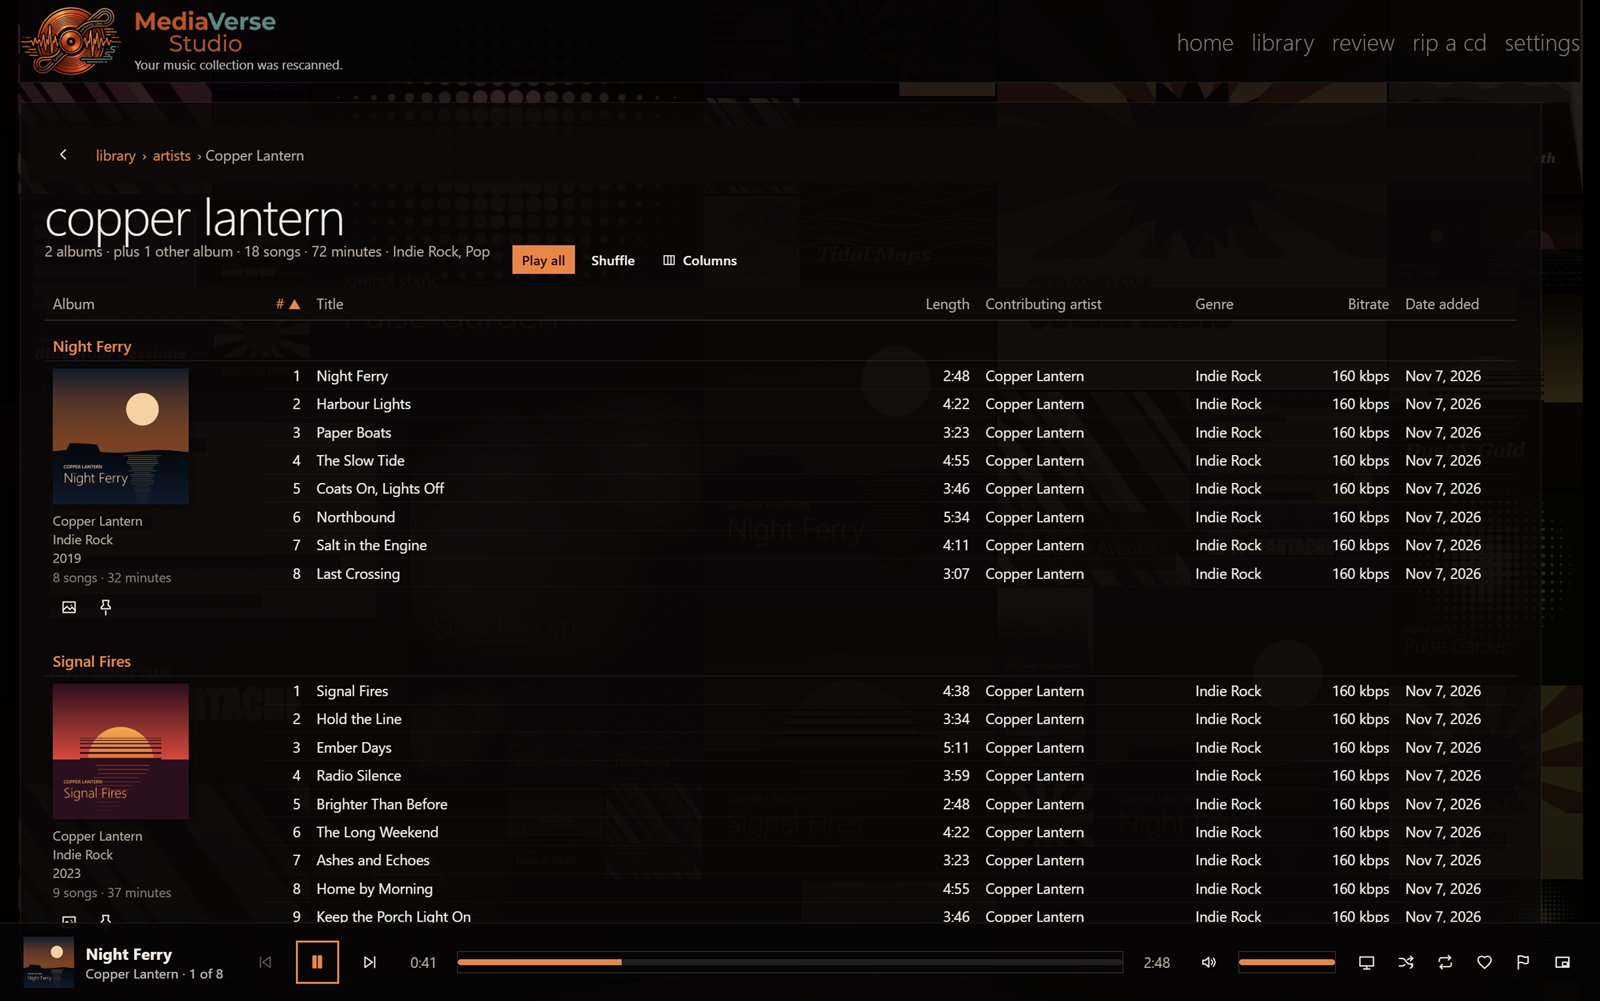 MediaVerse
Studio
Your music collection was rescanned.
home library review rip a cd settings
library › artists › Copper Lantern
copper lantern
2 albums · plus 1 other album · 18 songs · 72 minutes · Indie Rock, Pop
Play all Shuffle Columns
Album # ▲ Title Length Contributing artist Genre Bitrate Date added
Night Ferry
1 Night Ferry 2:48 Copper Lantern Indie Rock 160 kbps Nov 7, 2026
2 Harbour Lights 4:22 Copper Lantern Indie Rock 160 kbps Nov 7, 2026
3 Paper Boats 3:23 Copper Lantern Indie Rock 160 kbps Nov 7, 2026
4 The Slow Tide 4:55 Copper Lantern Indie Rock 160 kbps Nov 7, 2026
5 Coats On, Lights Off 3:46 Copper Lantern Indie Rock 160 kbps Nov 7, 2026
6 Northbound 5:34 Copper Lantern Indie Rock 160 kbps Nov 7, 2026
7 Salt in the Engine 4:11 Copper Lantern Indie Rock 160 kbps Nov 7, 2026
8 Last Crossing 3:07 Copper Lantern Indie Rock 160 kbps Nov 7, 2026
COPPER LANTERN
Night Ferry
Copper Lantern
Indie Rock
2019
8 songs · 32 minutes
Signal Fires
1 Signal Fires 4:38 Copper Lantern Indie Rock 160 kbps Nov 7, 2026
2 Hold the Line 3:34 Copper Lantern Indie Rock 160 kbps Nov 7, 2026
3 Ember Days 5:11 Copper Lantern Indie Rock 160 kbps Nov 7, 2026
4 Radio Silence 3:59 Copper Lantern Indie Rock 160 kbps Nov 7, 2026
5 Brighter Than Before 2:48 Copper Lantern Indie Rock 160 kbps Nov 7, 2026
6 The Long Weekend 4:22 Copper Lantern Indie Rock 160 kbps Nov 7, 2026
7 Ashes and Echoes 3:23 Copper Lantern Indie Rock 160 kbps Nov 7, 2026
8 Home by Morning 4:55 Copper Lantern Indie Rock 160 kbps Nov 7, 2026
9 Keep the Porch Light On 3:46 Copper Lantern Indie Rock 160 kbps Nov 7, 2026
COPPER LANTERN
Signal Fires
Copper Lantern
Indie Rock
2023
9 songs · 37 minutes
Night Ferry
Copper Lantern · 1 of 8
0:41 2:48
Tidal Maps
Pulse Garden
Night Ferry
Slow Bloom
Pulse Garden
Signal Fires